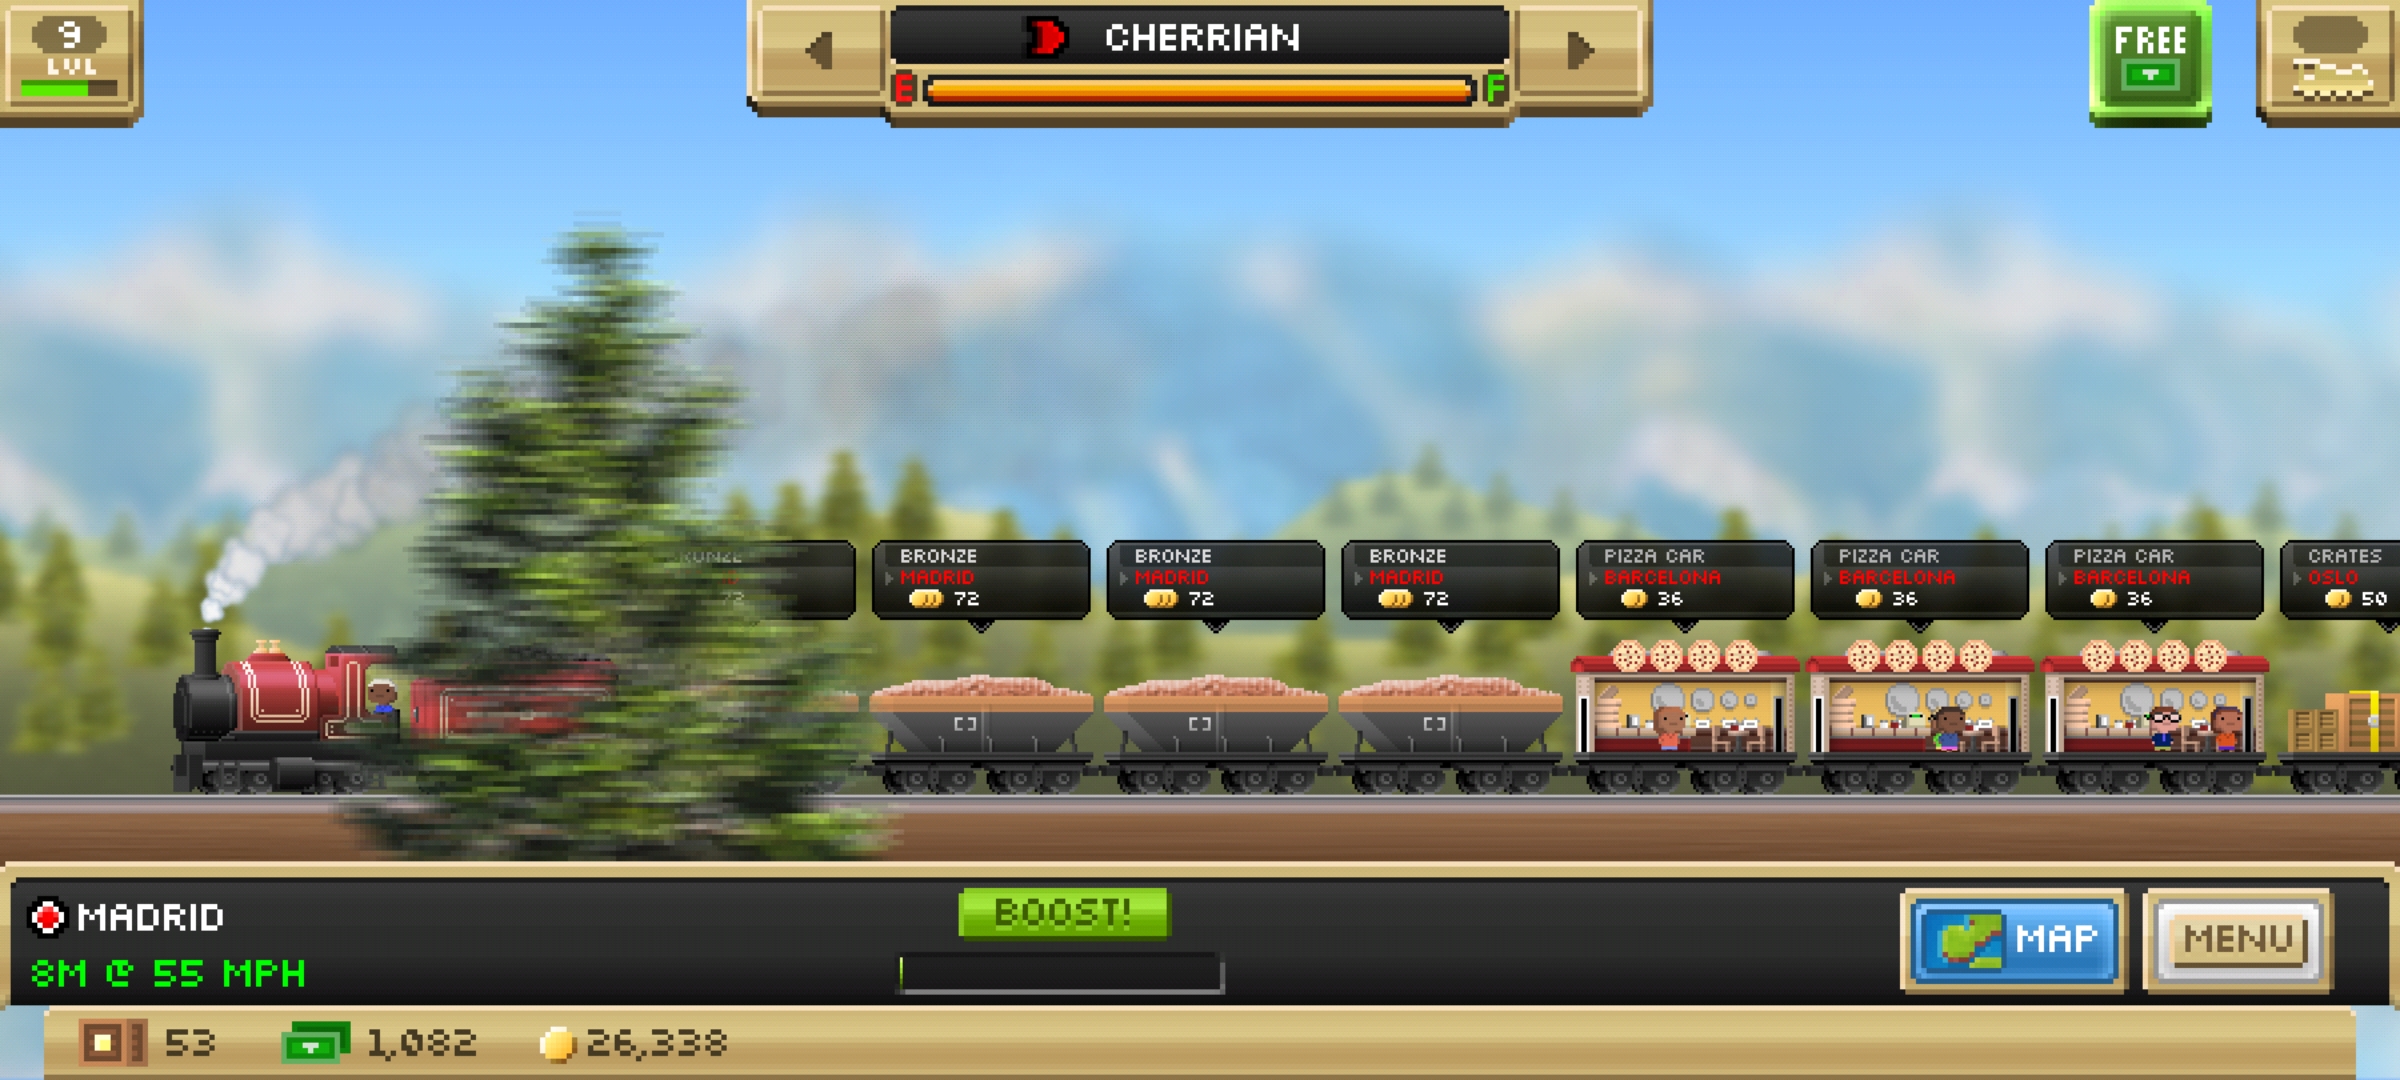 9
LVL
CHERRIAN
E
F
FREE
BRONZE
72
BRONZE
MADRID
72
BRONZE
MADRID
72
BRONZE
MADRID
72
PIZZA CAR
BARCELONA
36
PIZZA CAR
BARCELONA
36
PIZZA CAR
BARCELONA
36
CRATES
OSLO
50
MADRID
8M @ 55 MPH
BOOST!
MAP
MENU
53
1,082
26,338